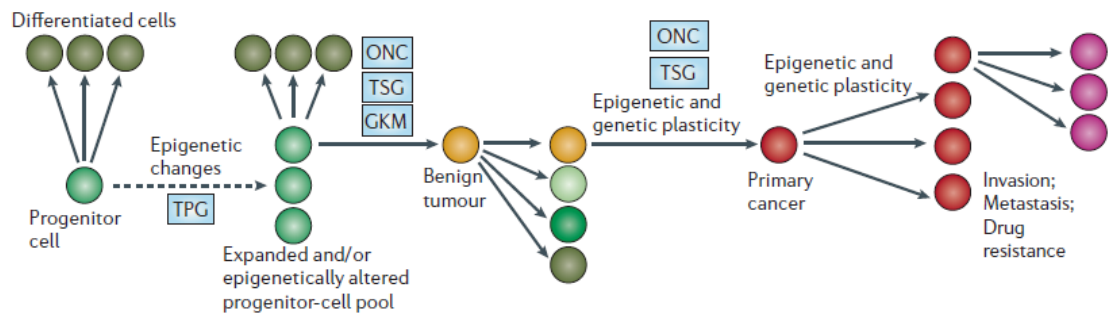 Differentiated cells
Progenitor
cell
Epigenetic
changes
TPG
Expanded and/or
epigenetically altered
progenitor-cell pool
ONC
TSG
GKM
Benign
tumour
ONC
TSG
Epigenetic and
genetic plasticity
Primary
cancer
Epigenetic and
genetic plasticity
Invasion;
Metastasis;
Drug
resistance